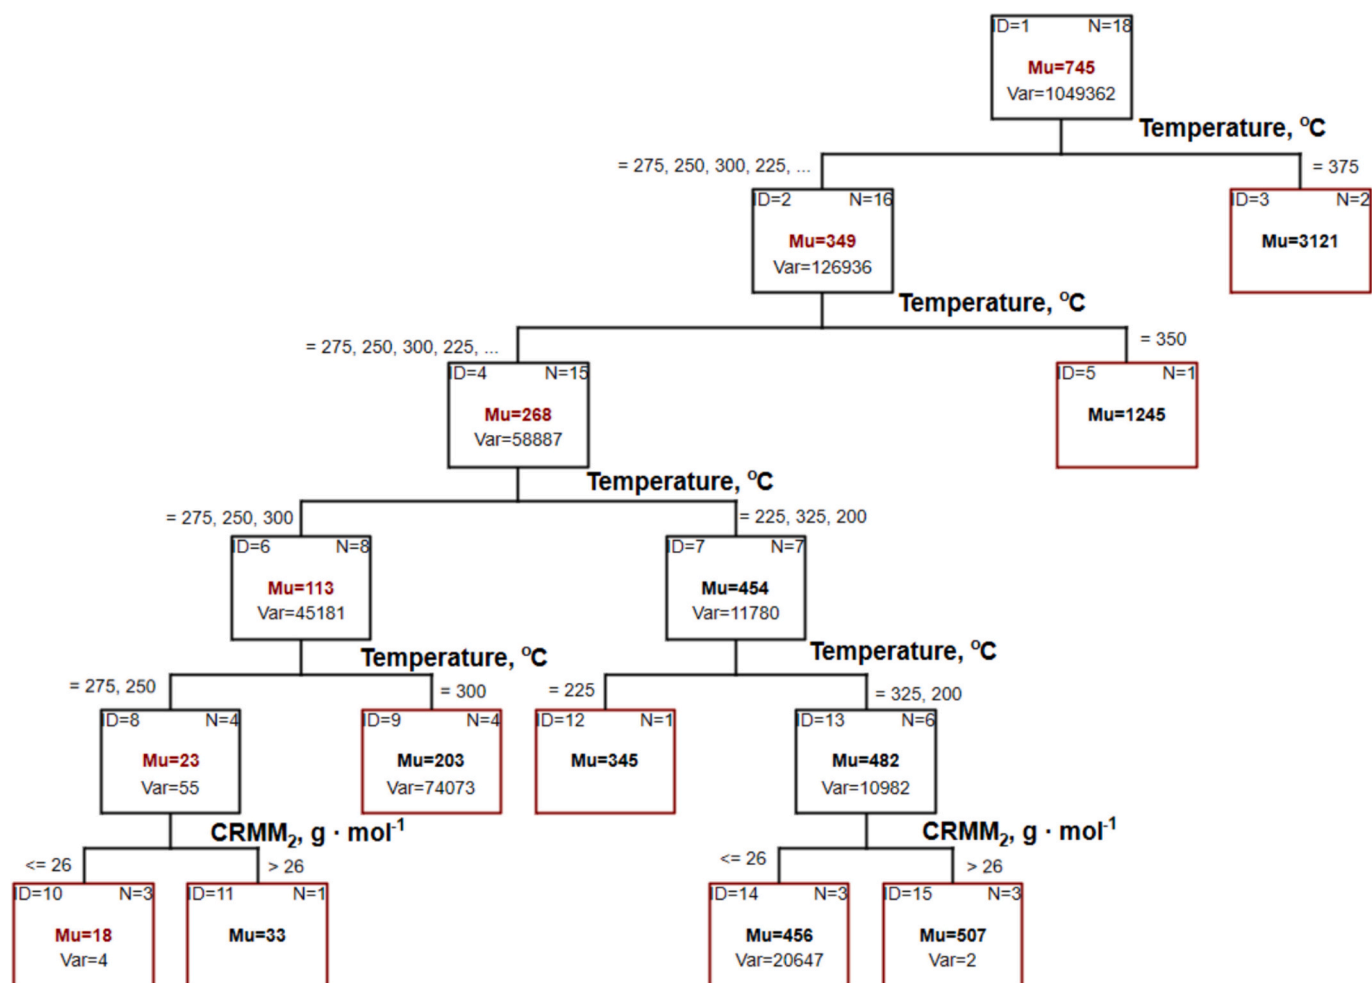 ID=1 N=18
Mu=745
Var=1049362
Temperature, °C
= 275, 250, 300, 225, ...
= 375
ID=2 N=16
Mu=349
Var=126936
ID=3 N=2
Mu=3121
Temperature, °C
= 275, 250, 300, 225, ...
= 350
ID=4 N=15
Mu=268
Var=58887
ID=5 N=1
Mu=1245
Temperature, °C
= 275, 250, 300
= 225, 325, 200
ID=6 N=8
Mu=113
Var=45181
ID=7 N=7
Mu=454
Var=11780
Temperature, °C
Temperature, °C
= 275, 250
= 300
= 225
= 325, 200
ID=8 N=4
Mu=23
Var=55
ID=9 N=4
Mu=203
Var=74073
ID=12 N=1
Mu=345
ID=13 N=6
Mu=482
Var=10982
CRMM₂, g · mol⁻¹
CRMM₂, g · mol⁻¹
<= 26
> 26
<= 26
> 26
ID=10 N=3
Mu=18
Var=4
ID=11 N=1
Mu=33
ID=14 N=3
Mu=456
Var=20647
ID=15 N=3
Mu=507
Var=2